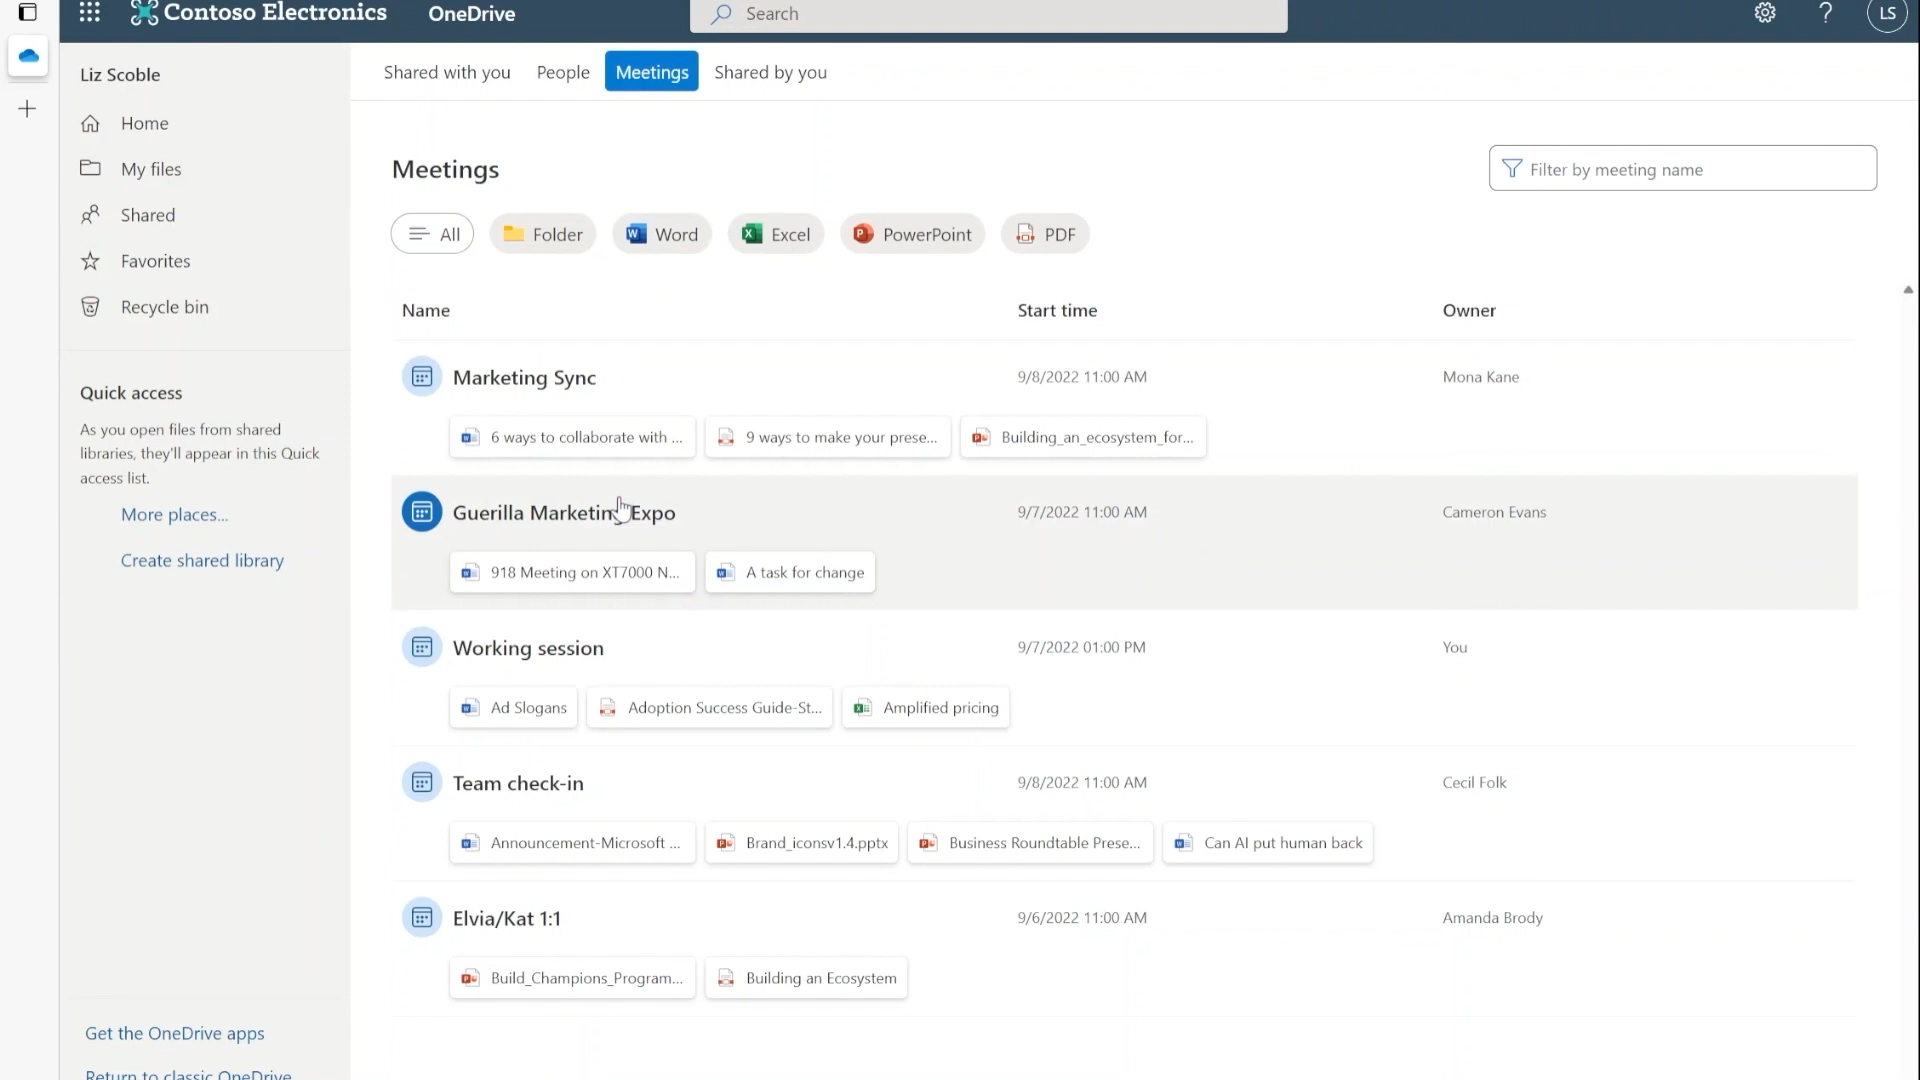 Contoso Electronics
OneDrive
Search
?
LS
Liz Scoble
Home
My files
Shared
Favorites
Recycle bin
Quick access
As you open files from shared
libraries, they'll appear in this Quick
access list.
More places...
Create shared library
Get the OneDrive apps
Return to classic OneDrive
Shared with you
People
Meetings
Shared by you
Meetings
Filter by meeting name
All
Folder
Word
Excel
PowerPoint
PDF
Name
Start time
Owner
Marketing Sync
9/8/2022 11:00 AM
Mona Kane
6 ways to collaborate with ...
9 ways to make your prese...
Building_an_ecosystem_for...
Guerilla Marketing Expo
9/7/2022 11:00 AM
Cameron Evans
918 Meeting on XT7000 N...
A task for change
Working session
9/7/2022 01:00 PM
You
Ad Slogans
Adoption Success Guide-St...
Amplified pricing
Team check-in
9/8/2022 11:00 AM
Cecil Folk
Announcement-Microsoft ...
Brand_iconsv1.4.pptx
Business Roundtable Prese...
Can AI put human back
Elvia/Kat 1:1
9/6/2022 11:00 AM
Amanda Brody
Build_Champions_Program...
Building an Ecosystem